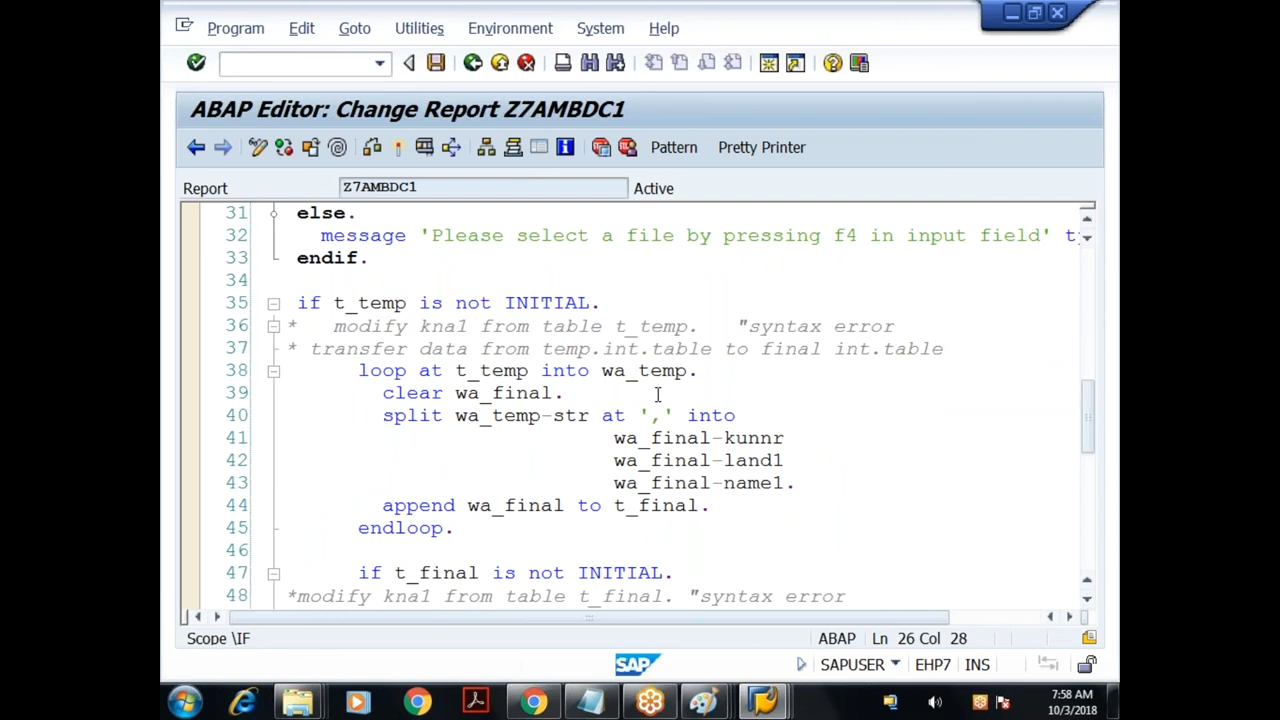 Program Edit Goto Utilities Environment System Help
ABAP Editor: Change Report Z7AMBDC1
Pattern Pretty Printer
Report Z7AMBDC1 Active
31 else.
32 message 'Please select a file by pressing f4 in input field' ty
33 endif.
34
35 if t_temp is not INITIAL.
36 * modify kna1 from table t_temp. "syntax error
37 * transfer data from temp.int.table to final int.table
38 loop at t_temp into wa_temp.
39 clear wa_final.
40 split wa_temp-str at ',' into
41 wa_final-kunnr
42 wa_final-land1
43 wa_final-name1.
44 append wa_final to t_final.
45 endloop.
46
47 if t_final is not INITIAL.
48 *modify kna1 from table t_final. "syntax error
Scope \IF ABAP Ln 26 Col 28
SAP SAPUSER EHP7 INS
7:58 AM
10/3/2018